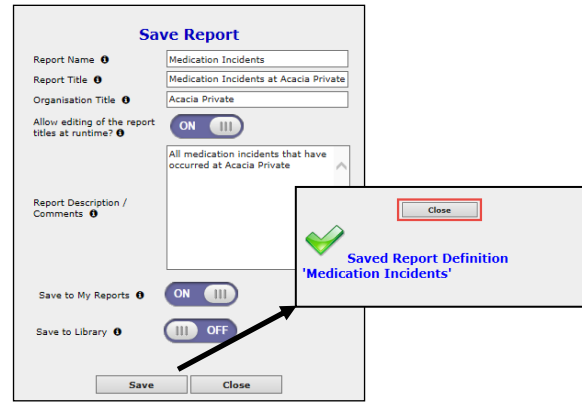 Save Report
Report Name
Medication Incidents
Report Title
Medication Incidents at Acacia Private
Organisation Title
Acacia Private
Allow editing of the report
titles at runtime?
ON
All medication incidents that have
occurred at Acacia Private
Report Description /
Comments
Save to My Reports
ON
Save to Library
OFF
Save
Close
Close
Saved Report Definition
'Medication Incidents'